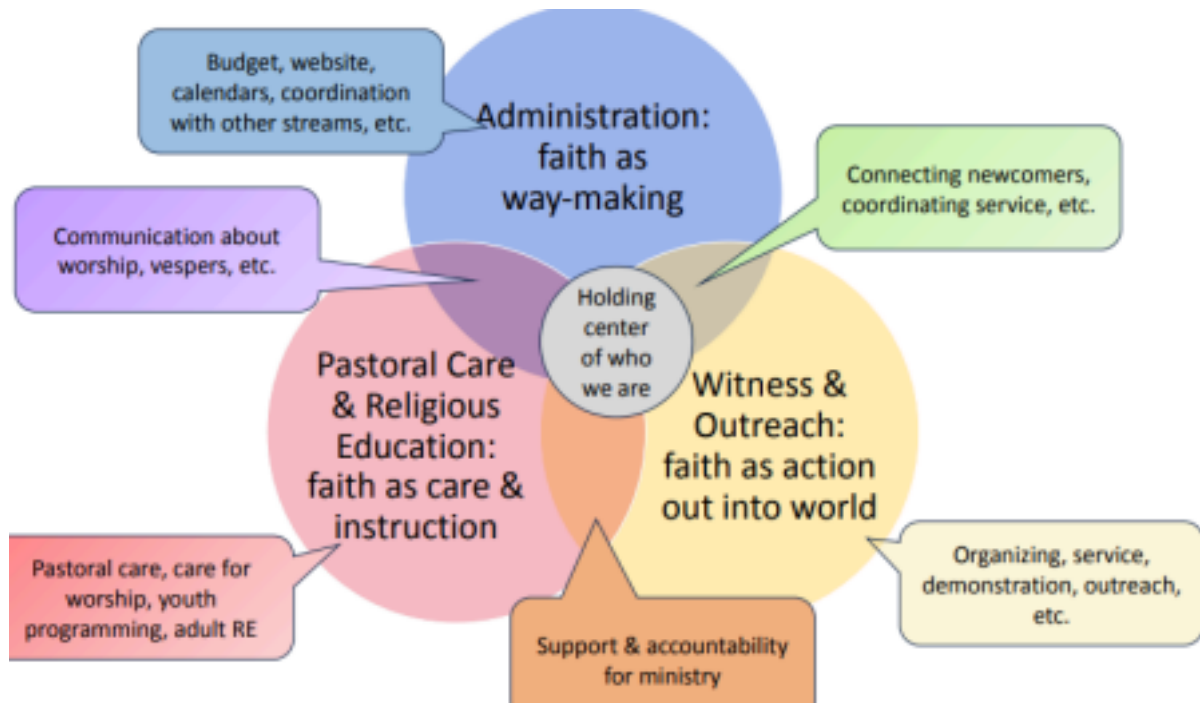 Budget, website,
calendars, coordination
with other streams, etc.
Administration:
faith as
way-making
Connecting newcomers,
coordinating service, etc.
Communication about
worship, vespers, etc.
Holding
center
of who
we are
Pastoral Care
& Religious
Education:
faith as care &
instruction
Witness &
Outreach:
faith as action
out into world
Pastoral care, care for
worship, youth
programming, adult RE
Organizing, service,
demonstration, outreach,
etc.
Support & accountability
for ministry